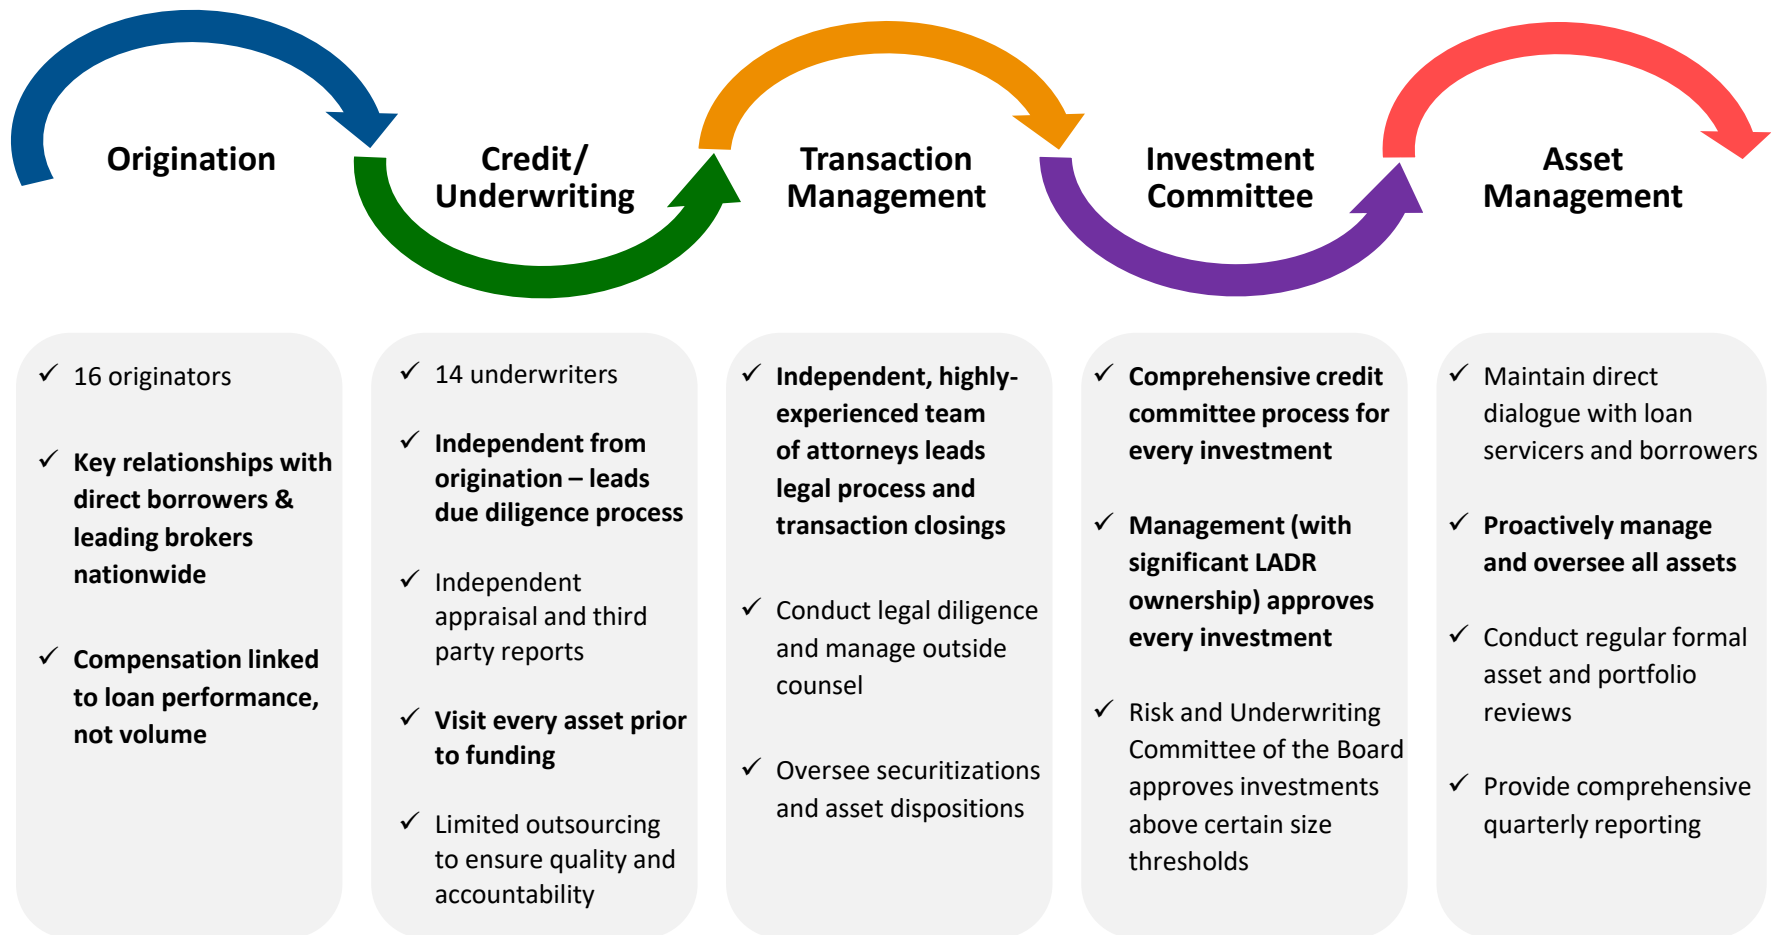 Origination
Credit/
Underwriting
Transaction
Management
Investment
Committee
Asset
Management
✓ 16 originators
✓ Key relationships with
direct borrowers &
leading brokers
nationwide
✓ Compensation linked
to loan performance,
not volume
✓ 14 underwriters
✓ Independent from
origination – leads
due diligence process
✓ Independent
appraisal and third
party reports
✓ Visit every asset prior
to funding
✓ Limited outsourcing
to ensure quality and
accountability
✓ Independent, highly-
experienced team
of attorneys leads
legal process and
transaction closings
✓ Conduct legal diligence
and manage outside
counsel
✓ Oversee securitizations
and asset dispositions
✓ Comprehensive credit
committee process for
every investment
✓ Management (with
significant LADR
ownership) approves
every investment
✓ Risk and Underwriting
Committee of the Board
approves investments
above certain size
thresholds
✓ Maintain direct
dialogue with loan
servicers and borrowers
✓ Proactively manage
and oversee all assets
✓ Conduct regular formal
asset and portfolio
reviews
✓ Provide comprehensive
quarterly reporting